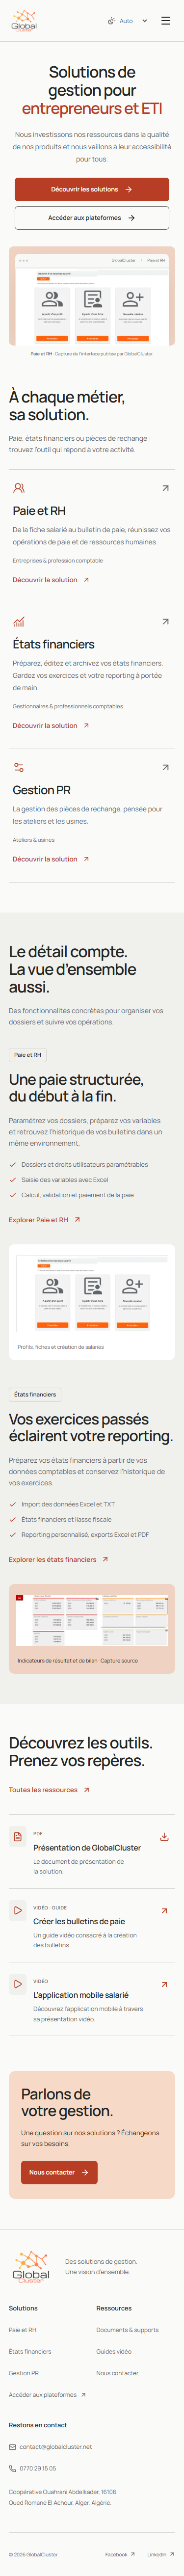 Global
Cluster
Auto
Solutions de
gestion pour
entrepreneurs et ETI
Nous investissons nos ressources dans la qualité
de nos produits et nous veillons à leur accessibilité
pour tous.
Découvrir les solutions
Accéder aux plateformes
GlobalCluster
Paie et RH
Paie et RH · Capture de l'interface publiée par GlobalCluster.
À chaque métier,
sa solution.
Paie, états financiers ou pièces de rechange :
trouvez l'outil qui répond à votre activité.
Paie et RH
De la fiche salarié au bulletin de paie, réunissez vos
opérations de paie et de ressources humaines.
Entreprises & profession comptable
Découvrir la solution
États financiers
Préparez, éditez et archivez vos états financiers.
Gardez vos exercices et votre reporting à portée
de main.
Gestionnaires & professionnels comptables
Découvrir la solution
Gestion PR
La gestion des pièces de rechange, pensée pour
les ateliers et les usines.
Ateliers & usines
Découvrir la solution
Le détail compte.
La vue d'ensemble
aussi.
Des fonctionnalités concrètes pour organiser vos
dossiers et suivre vos opérations.
Paie et RH
Une paie structurée,
du début à la fin.
Paramétrez vos dossiers, préparez vos variables
et retrouvez l'historique de vos bulletins dans un
même environnement.
Dossiers et droits utilisateurs paramétrables
Saisie des variables avec Excel
Calcul, validation et paiement de la paie
Explorer Paie et RH
Profils, fiches et création de salariés
États financiers
Vos exercices passés
éclairent votre reporting.
Préparez vos états financiers à partir de vos
données comptables et conservez l'historique de
vos exercices.
Import des données Excel et TXT
États financiers et liasse fiscale
Reporting personnalisé, exports Excel et PDF
Explorer les états financiers
Indicateurs de résultat et de bilan · Capture source
Découvrez les outils.
Prenez vos repères.
Toutes les ressources
PDF
Présentation de GlobalCluster
Le document de présentation de
la solution.
VIDÉO · GUIDE
Créer les bulletins de paie
Un guide vidéo consacré à la création
des bulletins.
VIDÉO
L'application mobile salarié
Découvrez l'application mobile à travers
sa présentation vidéo.
Parlons de
votre gestion.
Une question sur nos solutions ? Échangeons
sur vos besoins.
Nous contacter
Global
Cluster
Des solutions de gestion.
Une vision d'ensemble.
Solutions
Ressources
Paie et RH
Documents & supports
États financiers
Guides vidéo
Gestion PR
Nous contacter
Accéder aux plateformes
Restons en contact
contact@globalcluster.net
0770 29 15 05
Coopérative Ouahrani Abdelkader, 16106
Oued Romane El Achour, Alger, Algérie.
© 2026 GlobalCluster
Facebook
LinkedIn